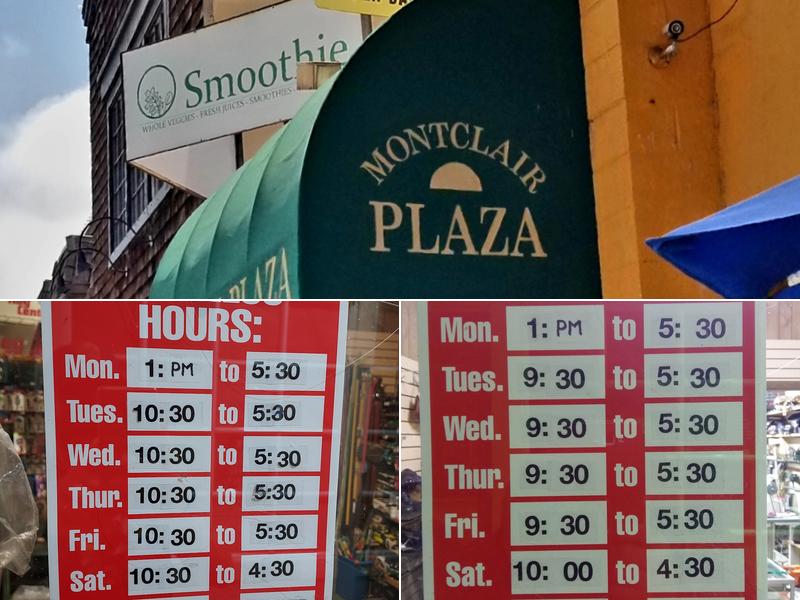 Smoothie
WHOLE VEGGIES - FRESH JUICES - SMOOTHIES
MONTCLAIR
PLAZA
PLAZA
HOURS:
Mon. 1: PM to 5:30
Tues. 10:30 to 5:30
Wed. 10:30 to 5:30
Thur. 10:30 to 5:30
Fri. 10:30 to 5:30
Sat. 10:30 to 4:30
Mon. 1: PM to 5:30
Tues. 9:30 to 5:30
Wed. 9:30 to 5:30
Thur. 9:30 to 5:30
Fri. 9:30 to 5:30
Sat. 10:00 to 4:30